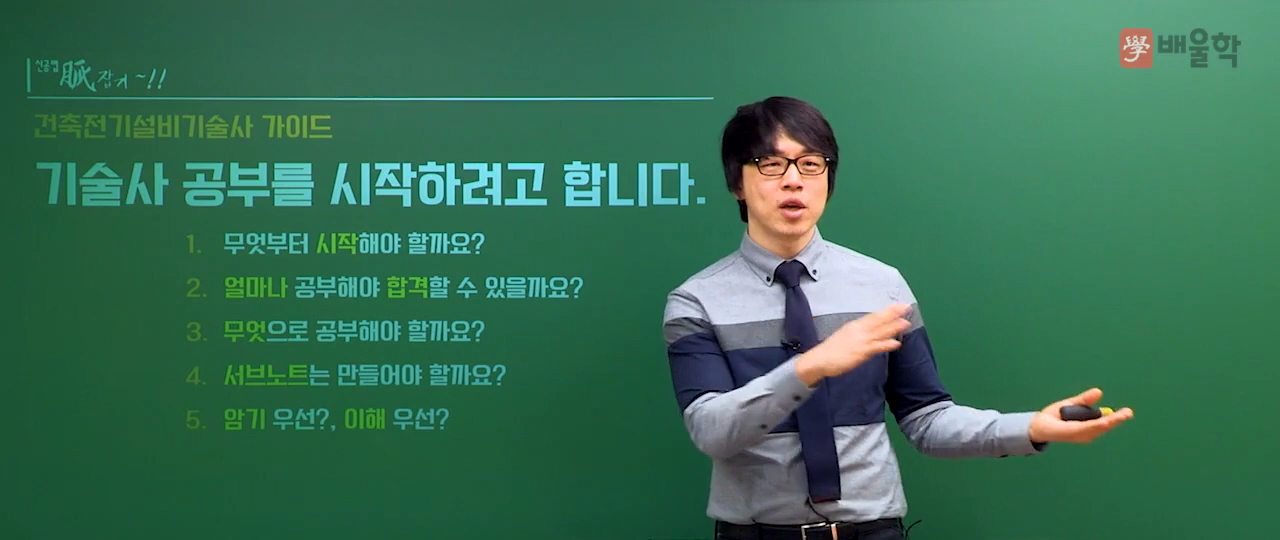 신공법 脈 잡기 ~!!
學 배울학
건축전기설비기술사 가이드
기술사 공부를 시작하려고 합니다.
1. 무엇부터 시작해야 할까요?
2. 얼마나 공부해야 합격할 수 있을까요?
3. 무엇으로 공부해야 할까요?
4. 서브노트는 만들어야 할까요?
5. 암기 우선?, 이해 우선?